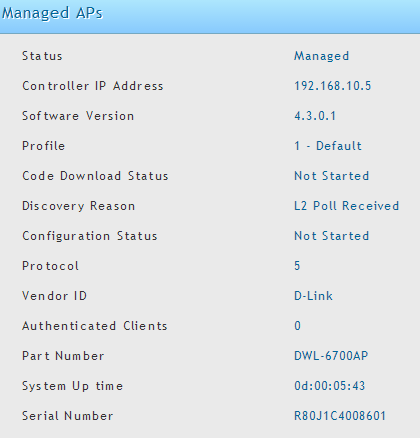 Managed APs
Status Managed
Controller IP Address 192.168.10.5
Software Version 4.3.0.1
Profile 1 - Default
Code Download Status Not Started
Discovery Reason L2 Poll Received
Configuration Status Not Started
Protocol 5
Vendor ID D-Link
Authenticated Clients 0
Part Number DWL-6700AP
System Up time 0d:00:05:43
Serial Number R80J1C4008601